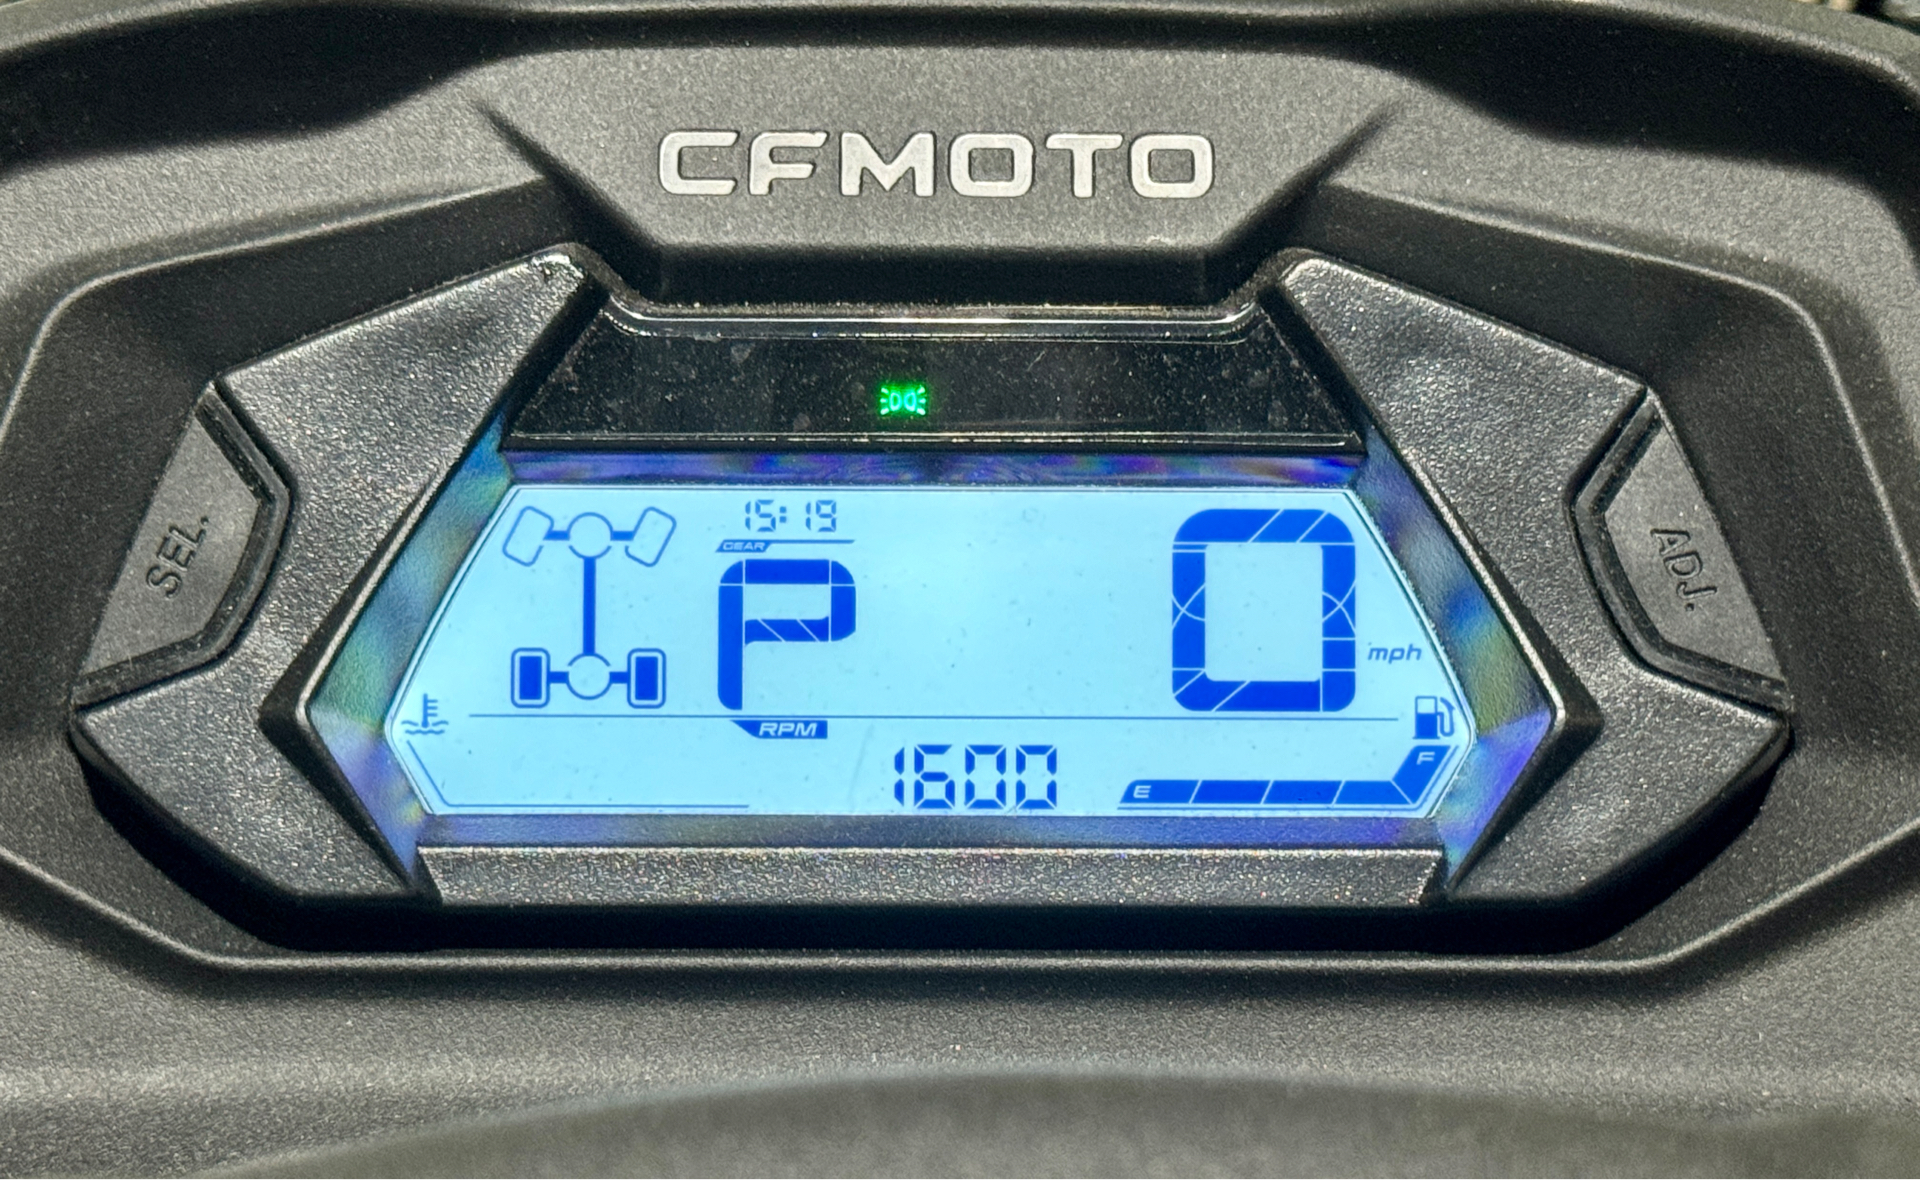 CFMOTO
SEL.
ADJ.
15:19
GEAR
P
0
mph
RPM
1600
E
F